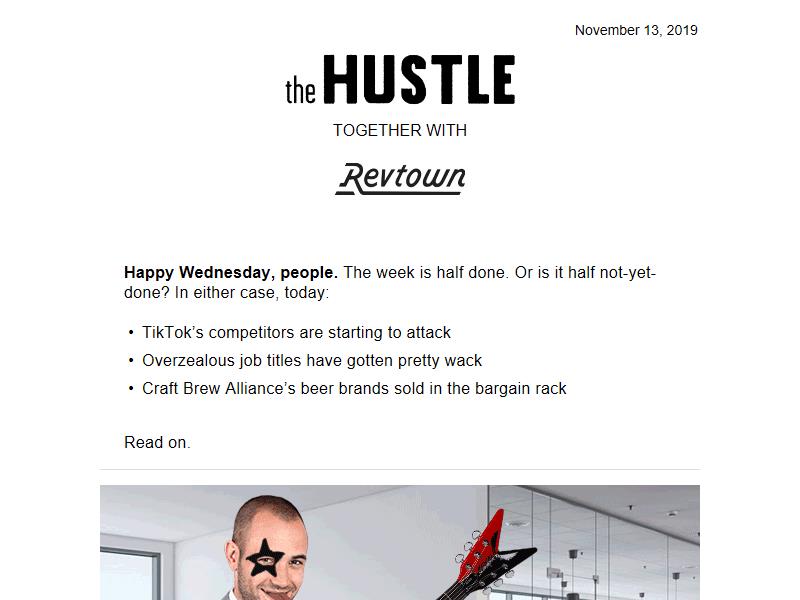 November 13, 2019
the HUSTLE
TOGETHER WITH
Revtown
Happy Wednesday, people. The week is half done. Or is it half not-yet-
done? In either case, today:
• TikTok’s competitors are starting to attack
• Overzealous job titles have gotten pretty wack
• Craft Brew Alliance’s beer brands sold in the bargain rack
Read on.